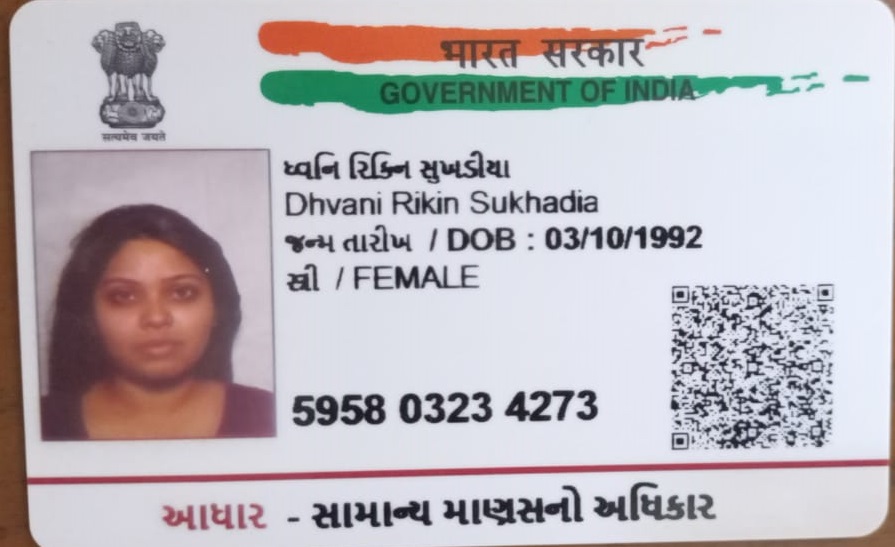 भारत सरकार
GOVERNMENT OF INDIA
सत्यमेव जयते
ધ્વનિ રિકિન સુખડીયા
Dhvani Rikin Sukhadia
જન્મ તારીખ / DOB : 03/10/1992
સ્ત્રી / FEMALE
5958 0323 4273
આધાર - સામાન્ય માણસનો અધિકાર